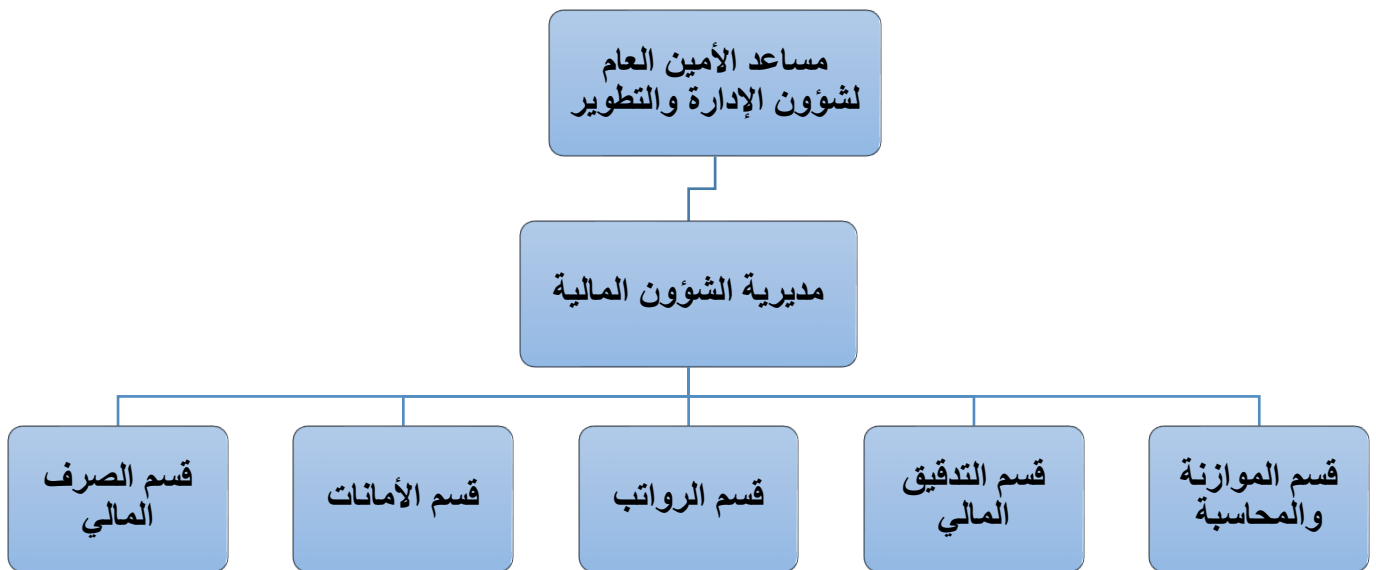 مساعد الأمين العام
لشؤون الإدارة والتطوير
مديرية الشؤون المالية
قسم الموازنة
والمحاسبة
قسم التدقيق
المالي
قسم الرواتب
قسم الأمانات
قسم الصرف
المالي